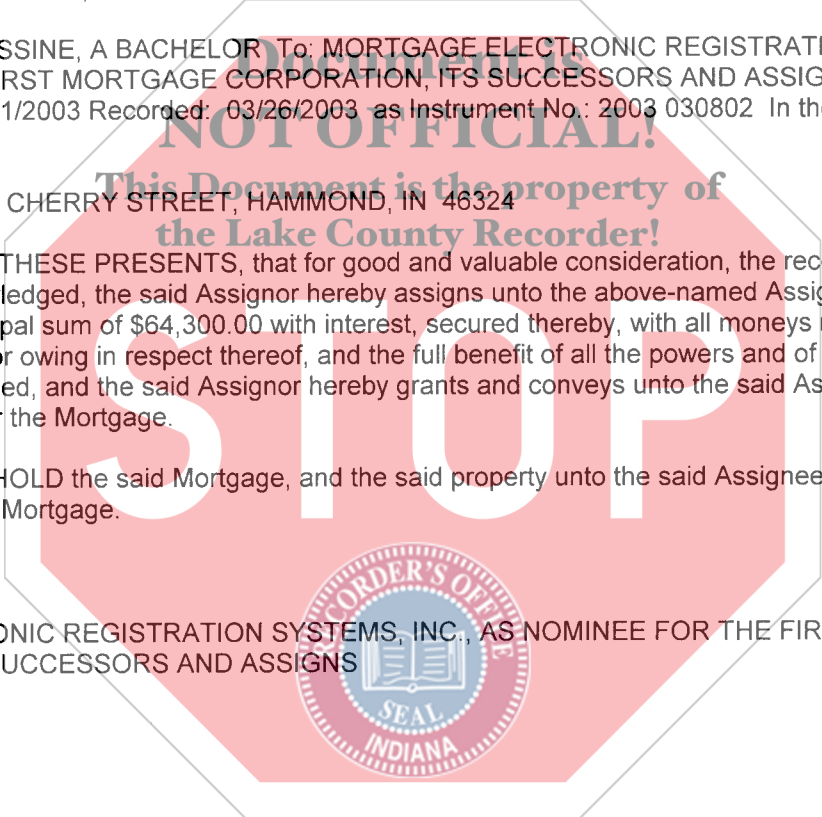 SSINE, A BACHELOR To: MORTGAGE ELECTRONIC REGISTRATI
Document is
RST MORTGAGE CORPORATION, ITS SUCCESSORS AND ASSIG
1/2003 Recorded: 03/26/2003 as Instrument No.: 2003 030802 In the
NOT OFFICIAL!
This Document is the property of
CHERRY STREET, HAMMOND, IN 46324
the Lake County Recorder!
THESE PRESENTS, that for good and valuable consideration, the rec
ledged, the said Assignor hereby assigns unto the above-named Assig
pal sum of $64,300.00 with interest, secured thereby, with all moneys
or owing in respect thereof, and the full benefit of all the powers and of
ed, and the said Assignor hereby grants and conveys unto the said As
the Mortgage.
STOP
HOLD the said Mortgage, and the said property unto the said Assignee
Mortgage.
RECORDER'S OFFICE
ONIC REGISTRATION SYSTEMS, INC., AS NOMINEE FOR THE FIR
UCCESSORS AND ASSIGNS
SEAL
INDIANA